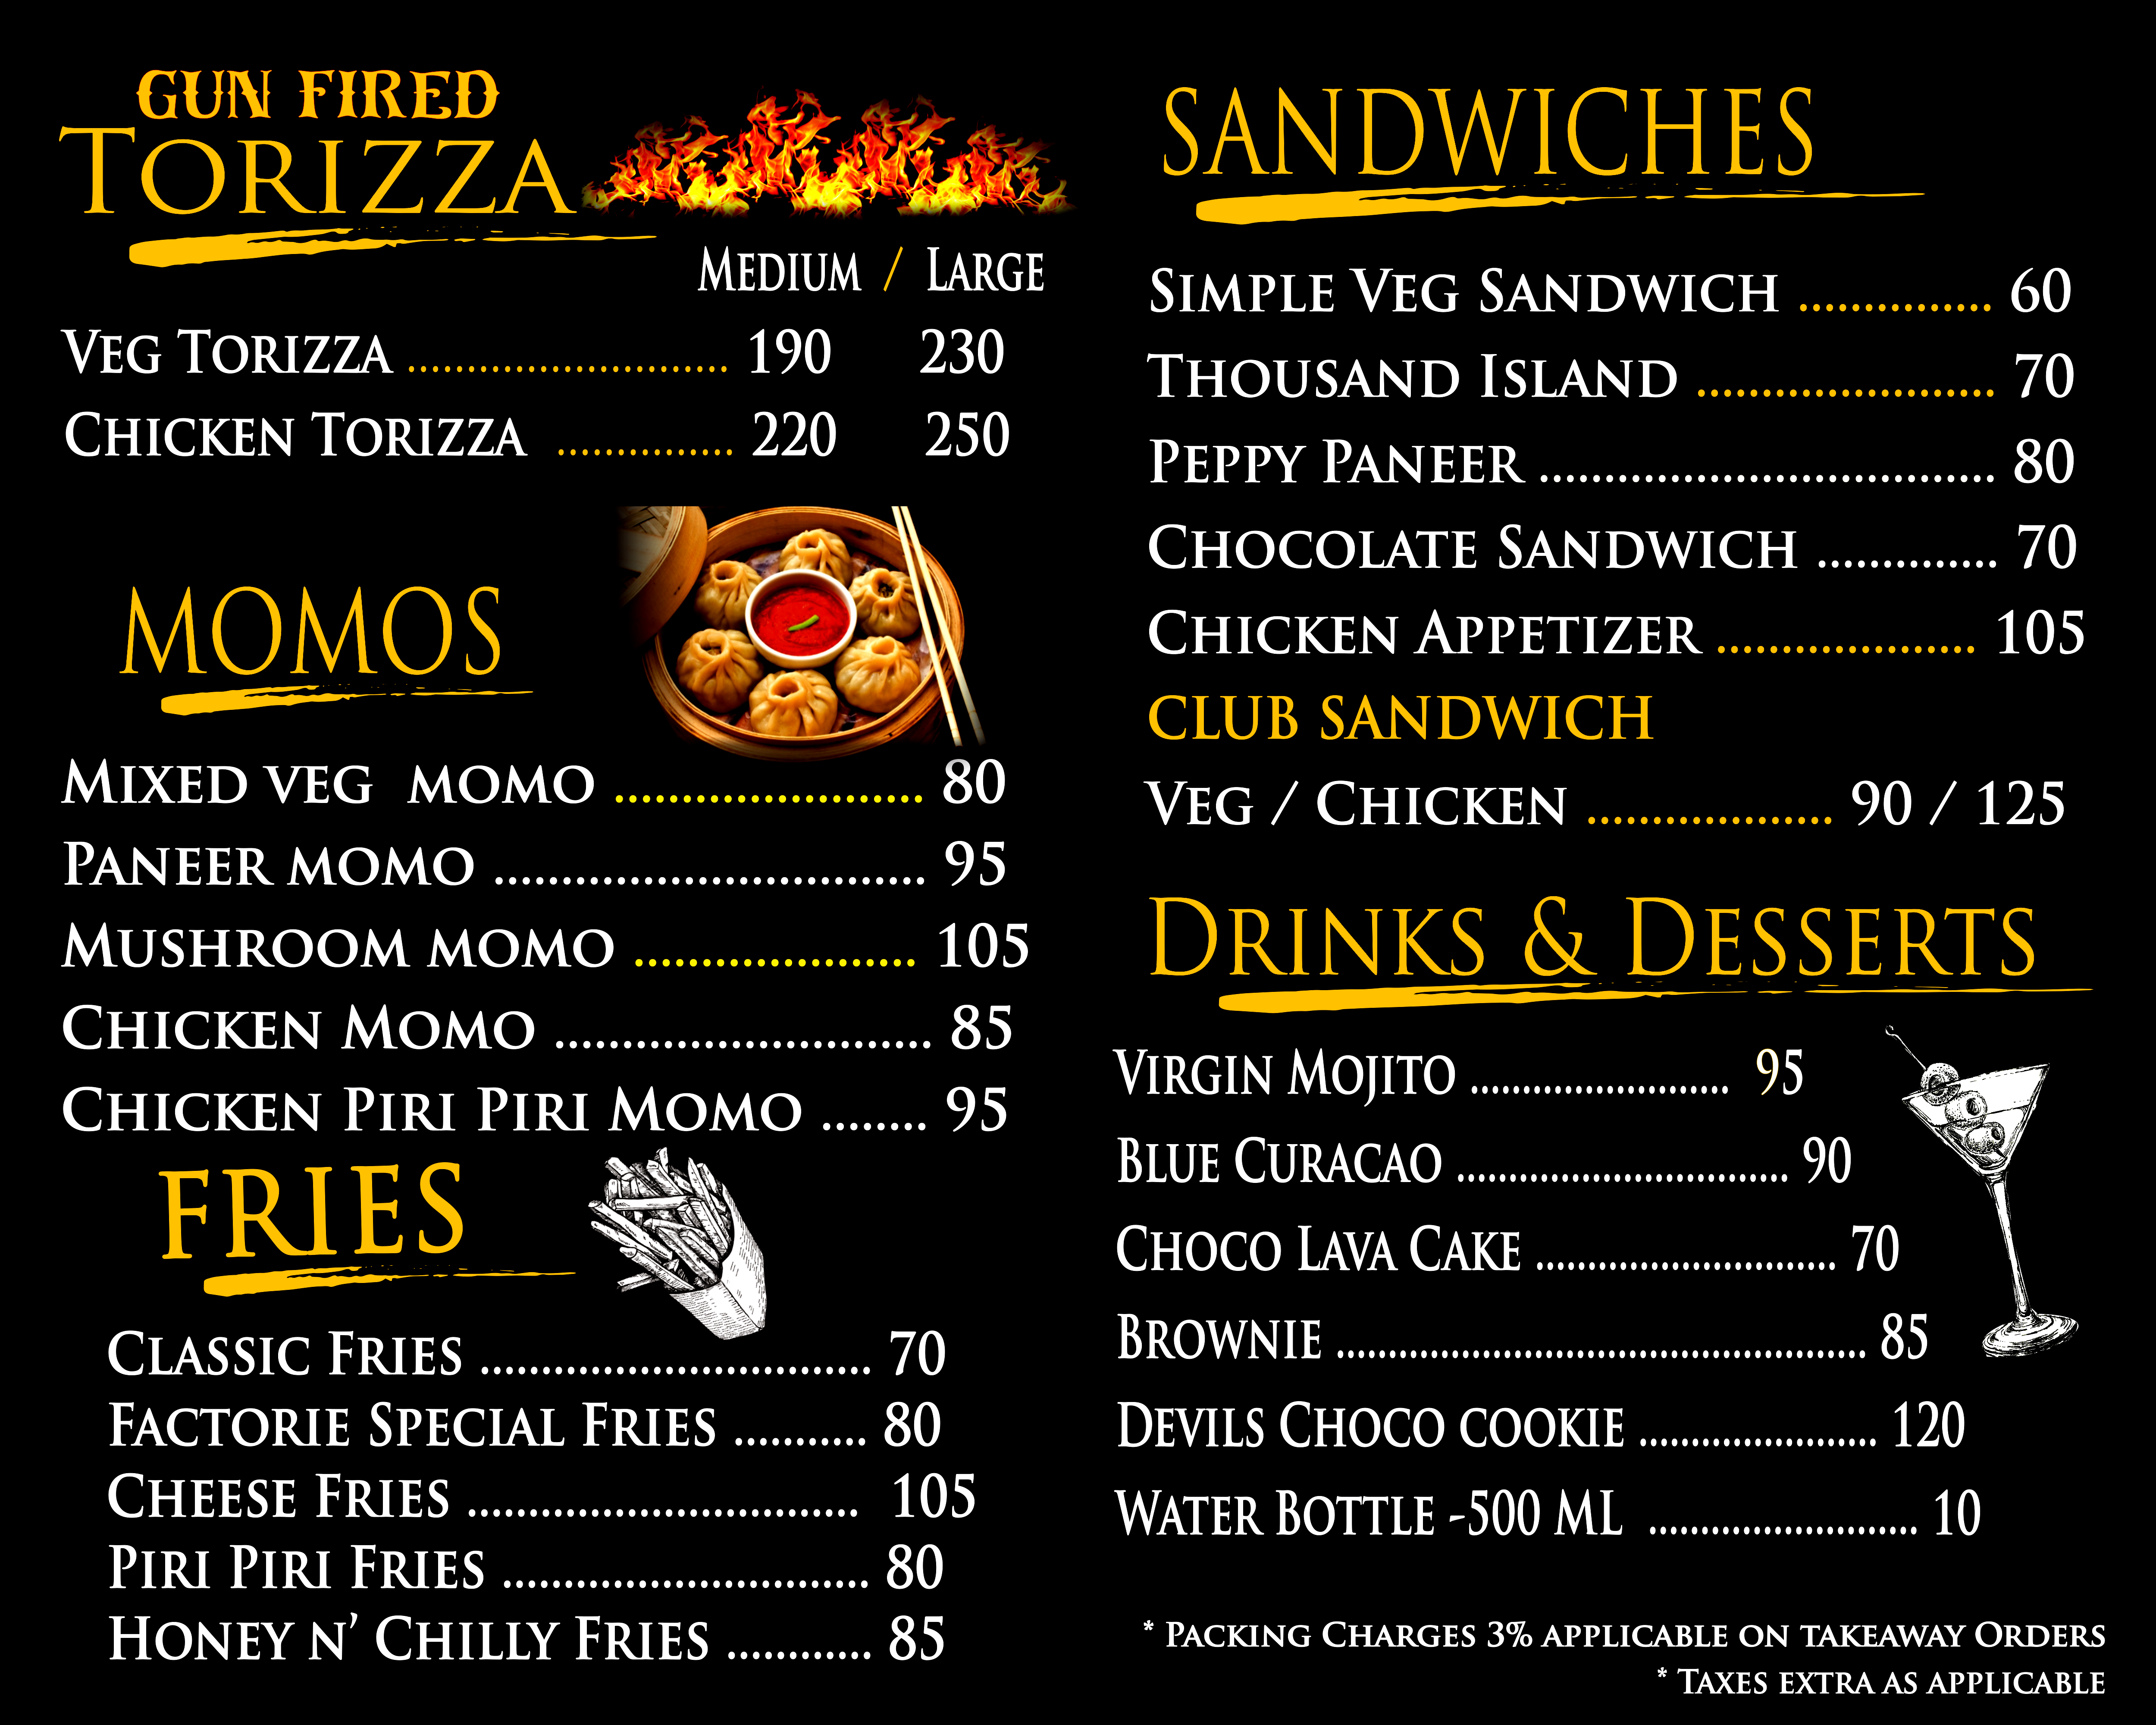 GUN FIRED
TORIZZA
MEDIUM / LARGE
VEG TORIZZA ........................... 190 230
CHICKEN TORIZZA ............... 220 250
MOMOS
MIXED VEG MOMO ....................... 80
PANEER MOMO ................................ 95
MUSHROOM MOMO ..................... 105
CHICKEN MOMO ............................ 85
CHICKEN PIRI PIRI MOMO ........ 95
FRIES
CLASSIC FRIES ................................ 70
FACTORIE SPECIAL FRIES ........... 80
CHEESE FRIES ................................ 105
PIRI PIRI FRIES .............................. 80
HONEY N' CHILLY FRIES ............ 85
SANDWICHES
SIMPLE VEG SANDWICH ............... 60
THOUSAND ISLAND ....................... 70
PEPPY PANEER ................................... 80
CHOCOLATE SANDWICH .............. 70
CHICKEN APPETIZER .................... 105
CLUB SANDWICH
VEG / CHICKEN ................... 90 / 125
DRINKS & DESSERTS
VIRGIN MOJITO ......................... 95
BLUE CURACAO ................................ 90
CHOCO LAVA CAKE ............................. 70
BROWNIE ................................................... 85
DEVILS CHOCO COOKIE ....................... 120
WATER BOTTLE -500 ML .......................... 10
* PACKING CHARGES 3% APPLICABLE ON TAKEAWAY ORDERS
* TAXES EXTRA AS APPLICABLE